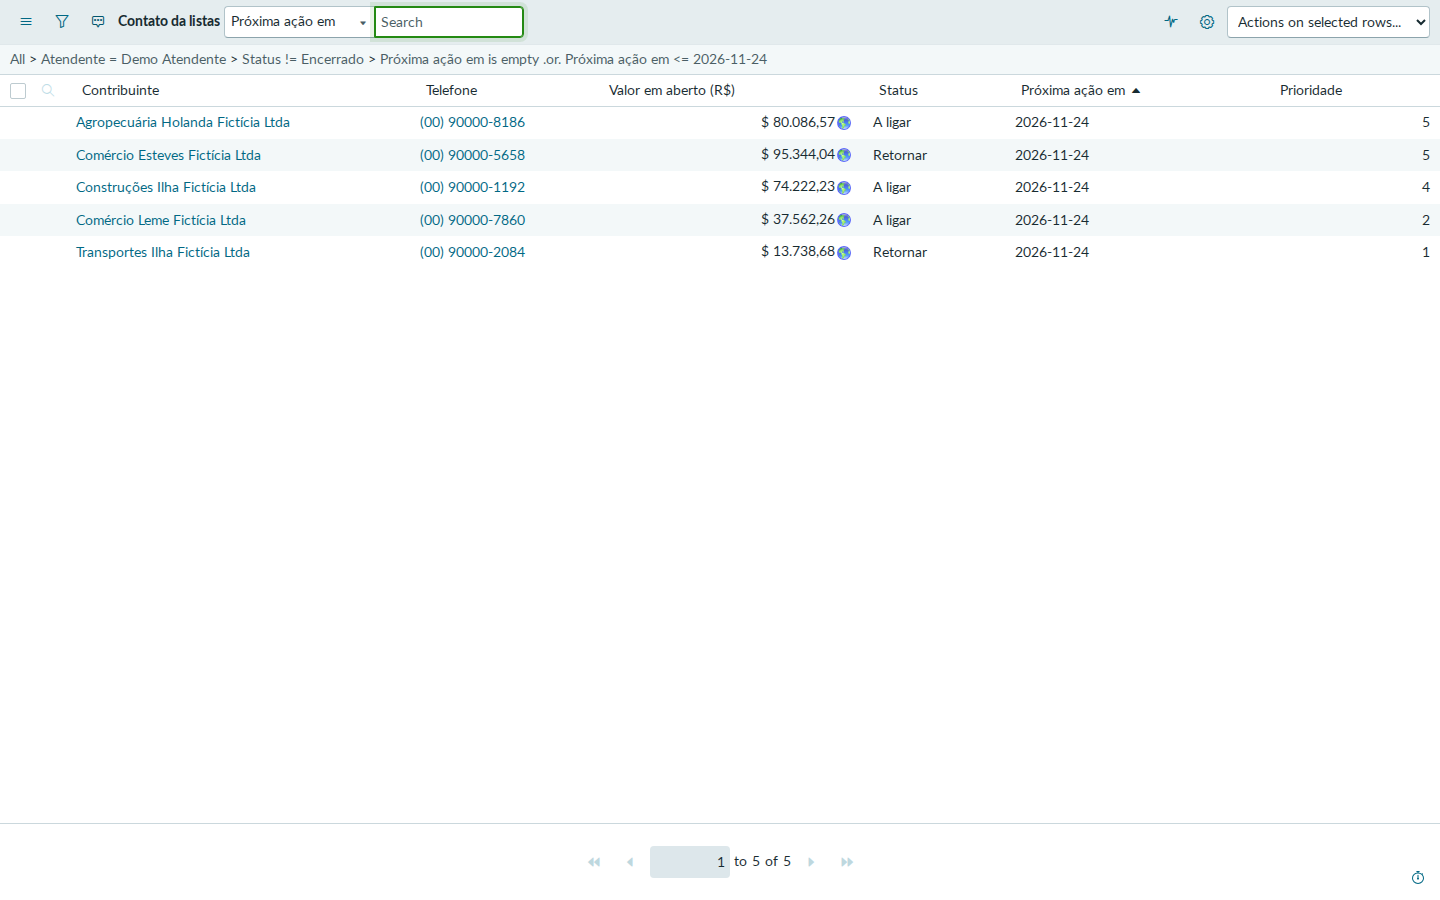 Contato da listas Próxima ação em Search Actions on selected rows...
All > Atendente = Demo Atendente > Status != Encerrado > Próxima ação em is empty .or. Próxima ação em <= 2026-11-24
Contribuinte Telefone Valor em aberto (R$) Status Próxima ação em Prioridade
Agropecuária Holanda Fictícia Ltda (00) 90000-8186 $ 80.086,57 A ligar 2026-11-24 5
Comércio Esteves Fictícia Ltda (00) 90000-5658 $ 95.344,04 Retornar 2026-11-24 5
Construções Ilha Fictícia Ltda (00) 90000-1192 $ 74.222,23 A ligar 2026-11-24 4
Comércio Leme Fictícia Ltda (00) 90000-7860 $ 37.562,26 A ligar 2026-11-24 2
Transportes Ilha Fictícia Ltda (00) 90000-2084 $ 13.738,68 Retornar 2026-11-24 1
1 to 5 of 5